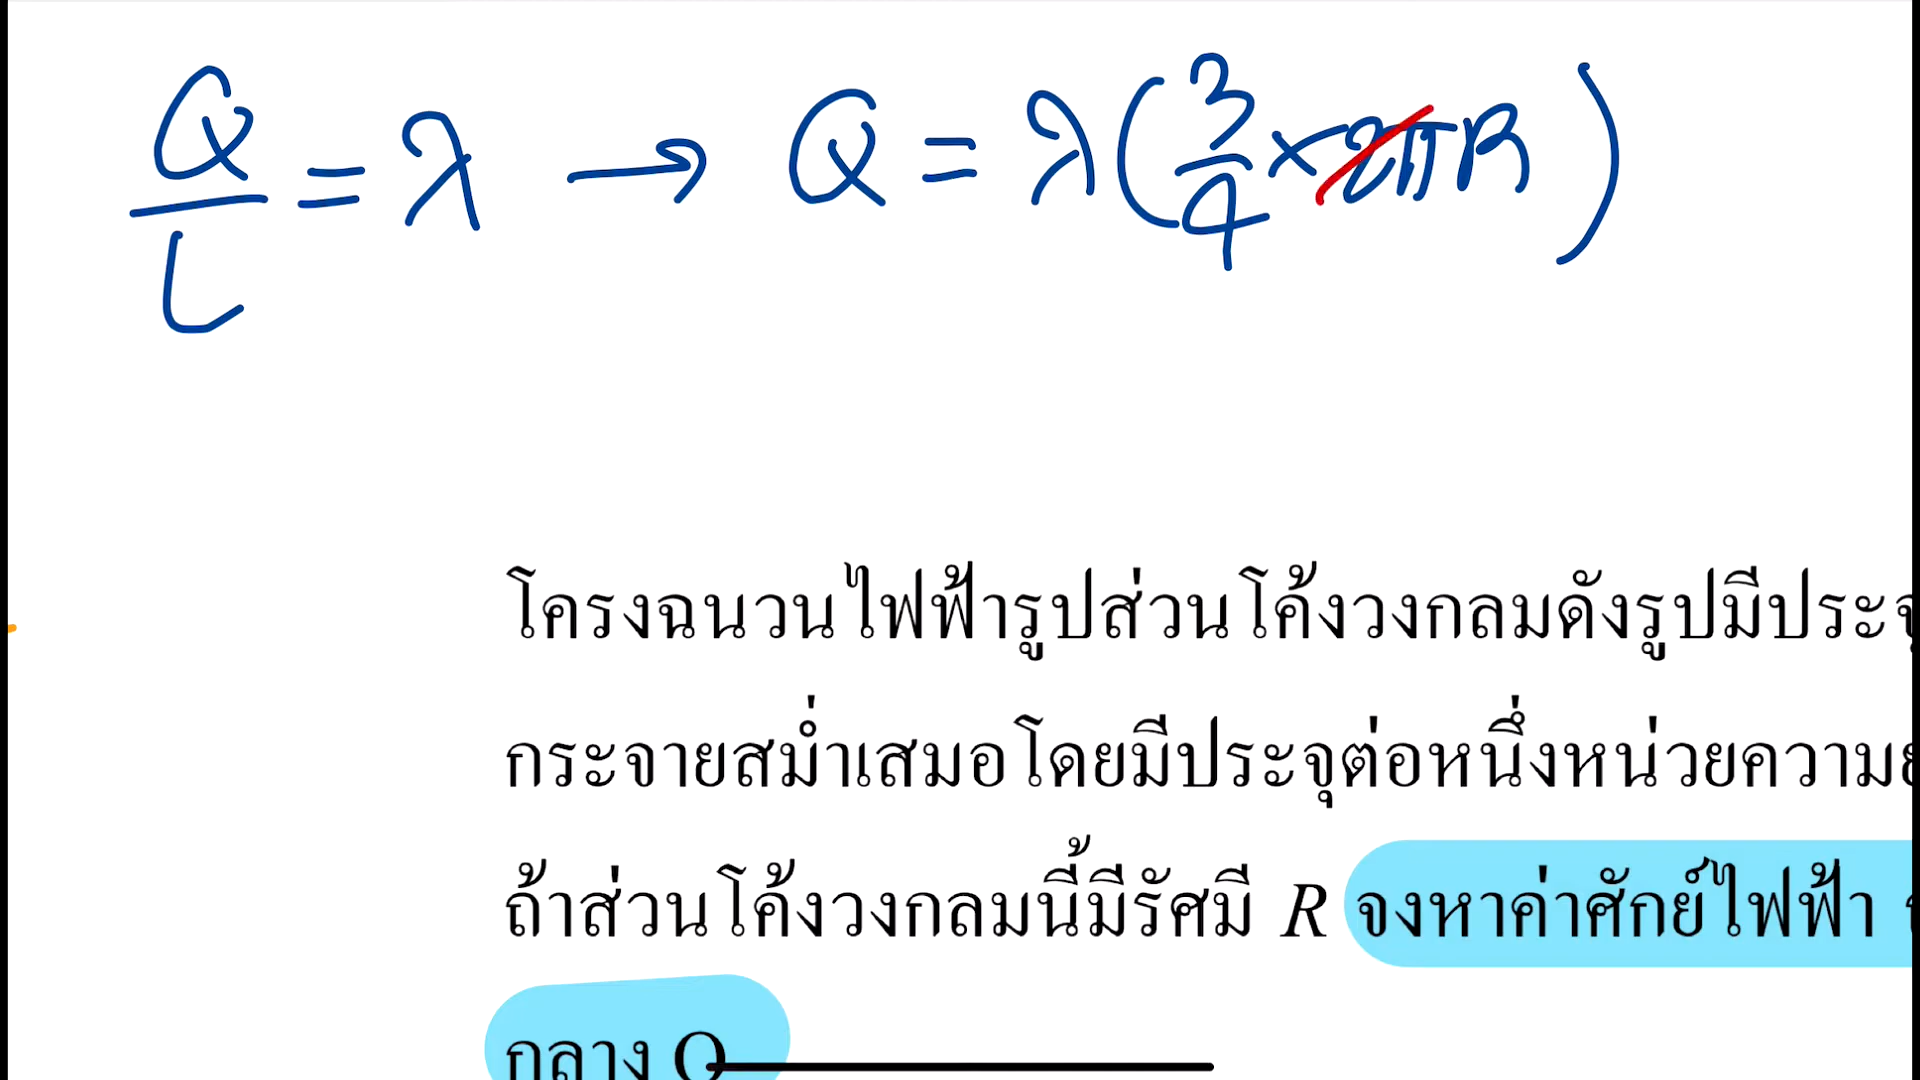 Q/L = λ → Q = λ(3/4 × 2πR)
โครงฉนวนไฟฟ้ารูปส่วนโค้งวงกลมดังรูปมีประจุ
กระจายสม่ำเสมอโดยมีประจุต่อหนึ่งหน่วยความ
ถ้าส่วนโค้งวงกลมนี้มีรัศมี R จงหาค่าศักย์ไฟฟ้า
กลาง O